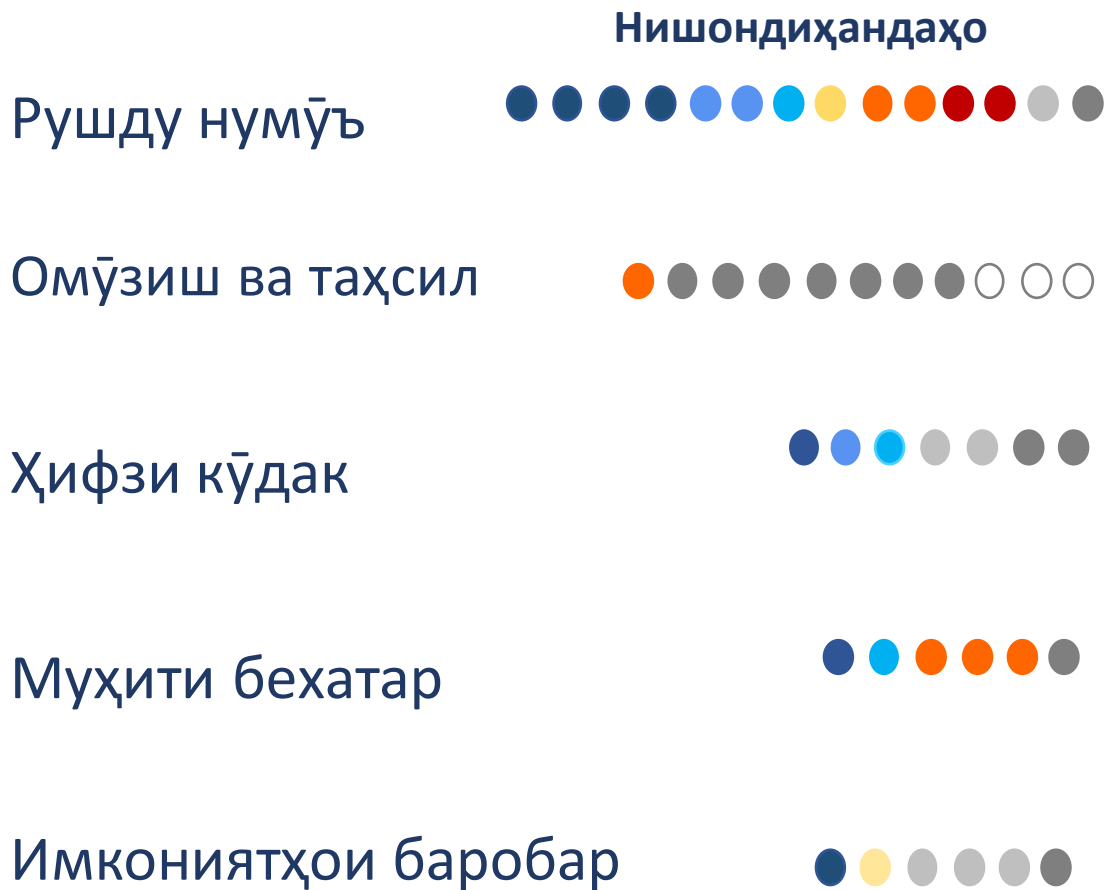 Нишондиҳандаҳо
Рушду нумӯъ
Омӯзиш ва таҳсил
Ҳифзи кӯдак
Муҳити бехатар
Имкониятҳои баробар